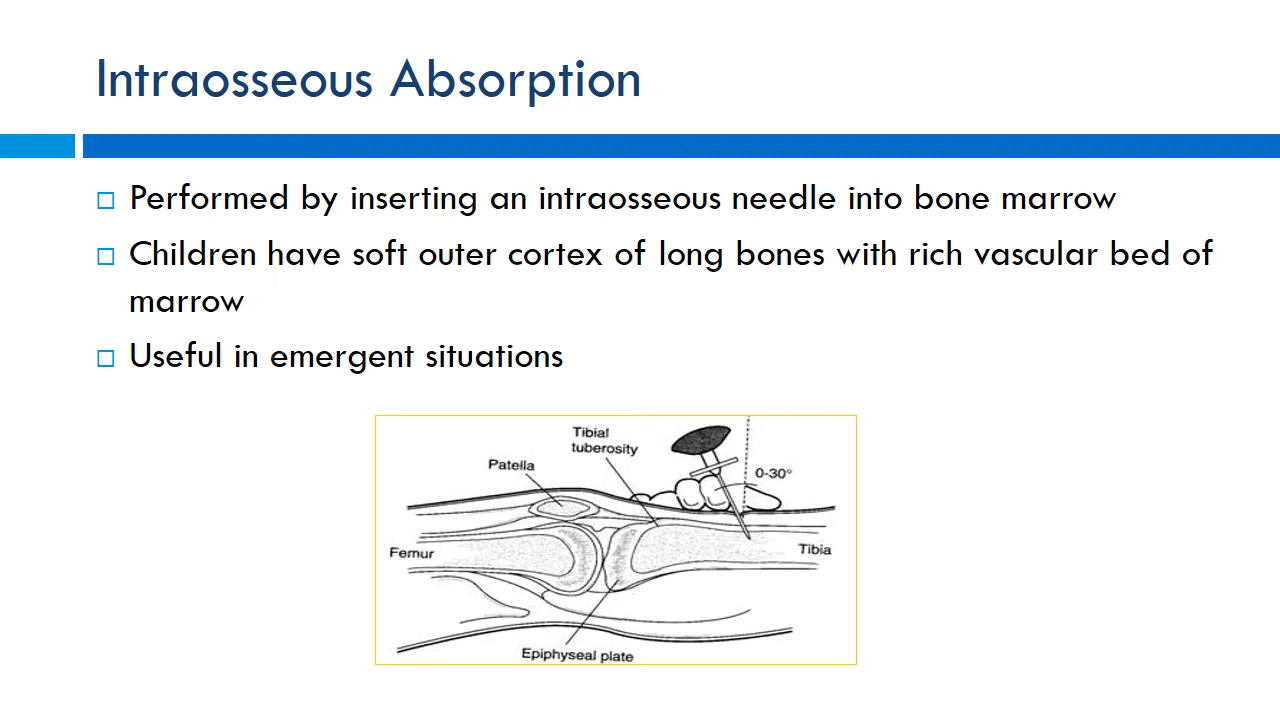 Intraosseous Absorption
Performed by inserting an intraosseous needle into bone marrow
Children have soft outer cortex of long bones with rich vascular bed of
marrow
Useful in emergent situations
Tibial
tuberosity
Patella
0-30°
Femur
Tibia
Epiphyseal plate